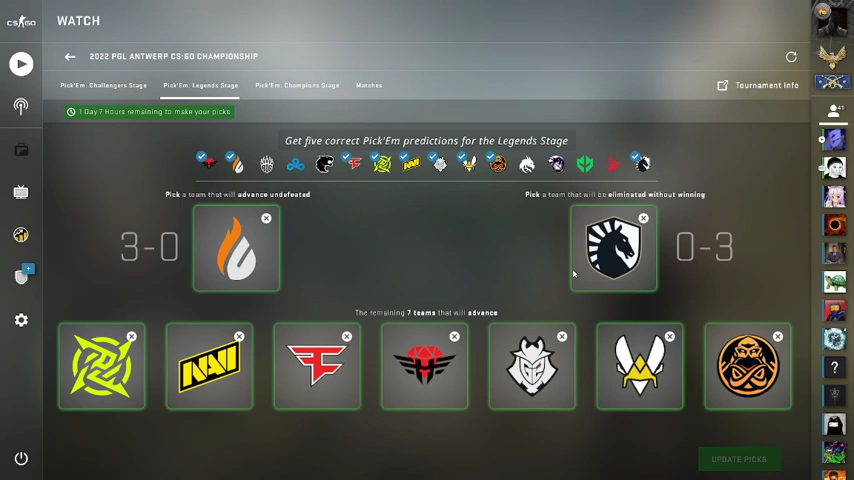 CS:GO
WATCH
2022 PGL ANTWERP CS:GO CHAMPIONSHIP
Pick'Em: Challengers Stage
Pick'Em: Legends Stage
Pick'Em: Champions Stage
Matches
Tournament Info
1 Day 7 Hours remaining to make your picks
41
Get five correct Pick'Em predictions for the Legends Stage
Pick a team that will advance undefeated
Pick a team that will be eliminated without winning
3-0
0-3
The remaining 7 teams that will advance
NAVI
?
UPDATE PICKS